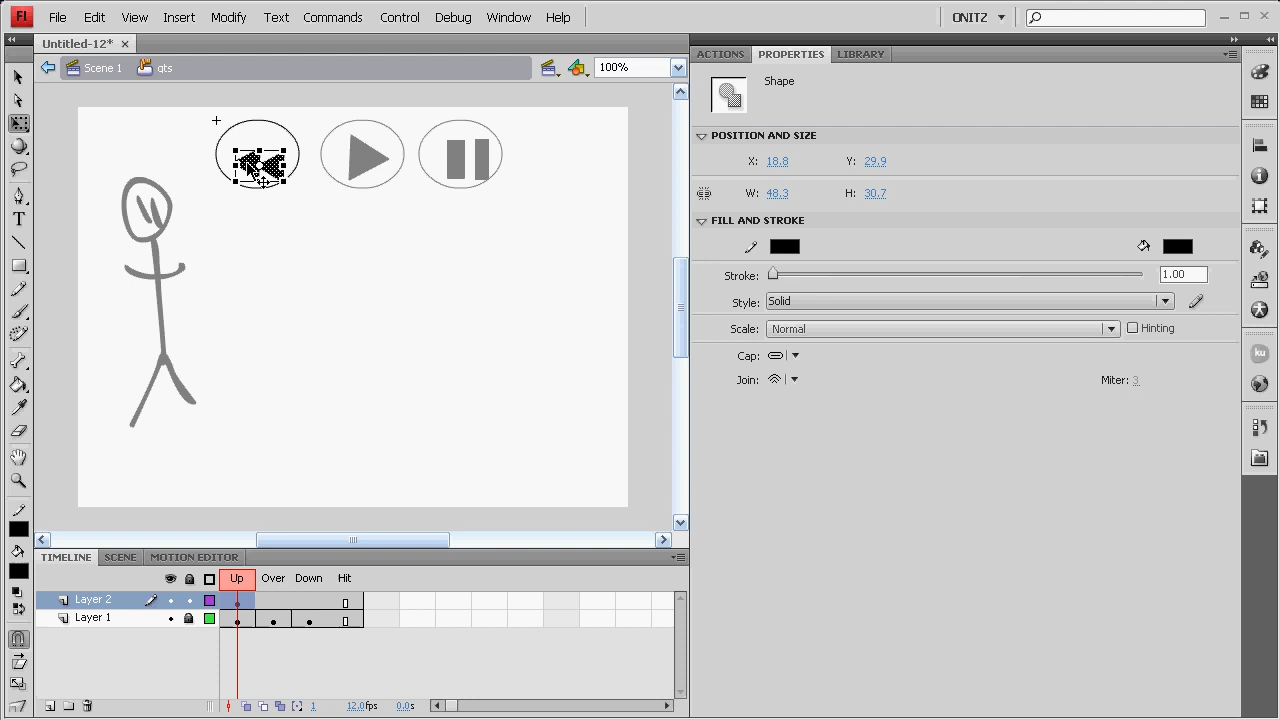 Fl File Edit View Insert Modify Text Commands Control Debug Window Help ONITZ
Untitled-12* ×
Scene 1 qts 100%
ACTIONS PROPERTIES LIBRARY
Shape
POSITION AND SIZE
X: 18.8 Y: 29.9
W: 48.3 H: 30.7
FILL AND STROKE
Stroke: 1.00
Style: Solid
Scale: Normal Hinting
Cap:
Join: Miter: 3
ku
T
TIMELINE SCENE MOTION EDITOR
Up Over Down Hit
Layer 2
Layer 1
1 12.0fps 0.0s